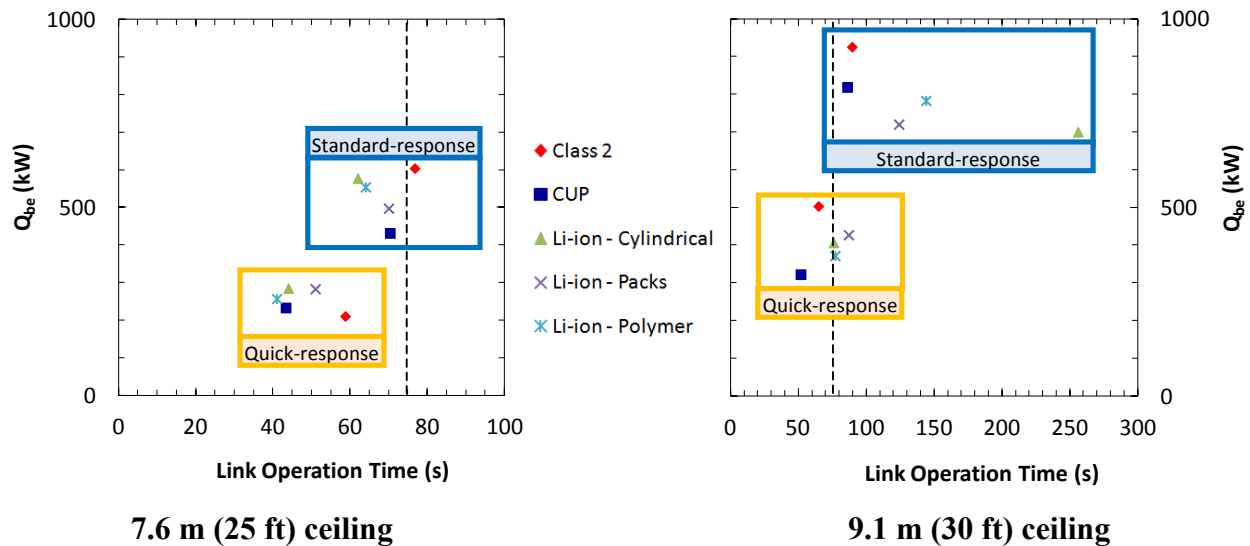 1000
500
0
Q_be (kW)
Standard-response
Quick-response
0 20 40 60 80 100
Link Operation Time (s)
7.6 m (25 ft) ceiling
Class 2
CUP
Li-ion - Cylindrical
Li-ion - Packs
Li-ion - Polymer
Standard-response
Quick-response
1000
500
0
Q_be (kW)
0 50 100 150 200 250 300
Link Operation Time (s)
9.1 m (30 ft) ceiling